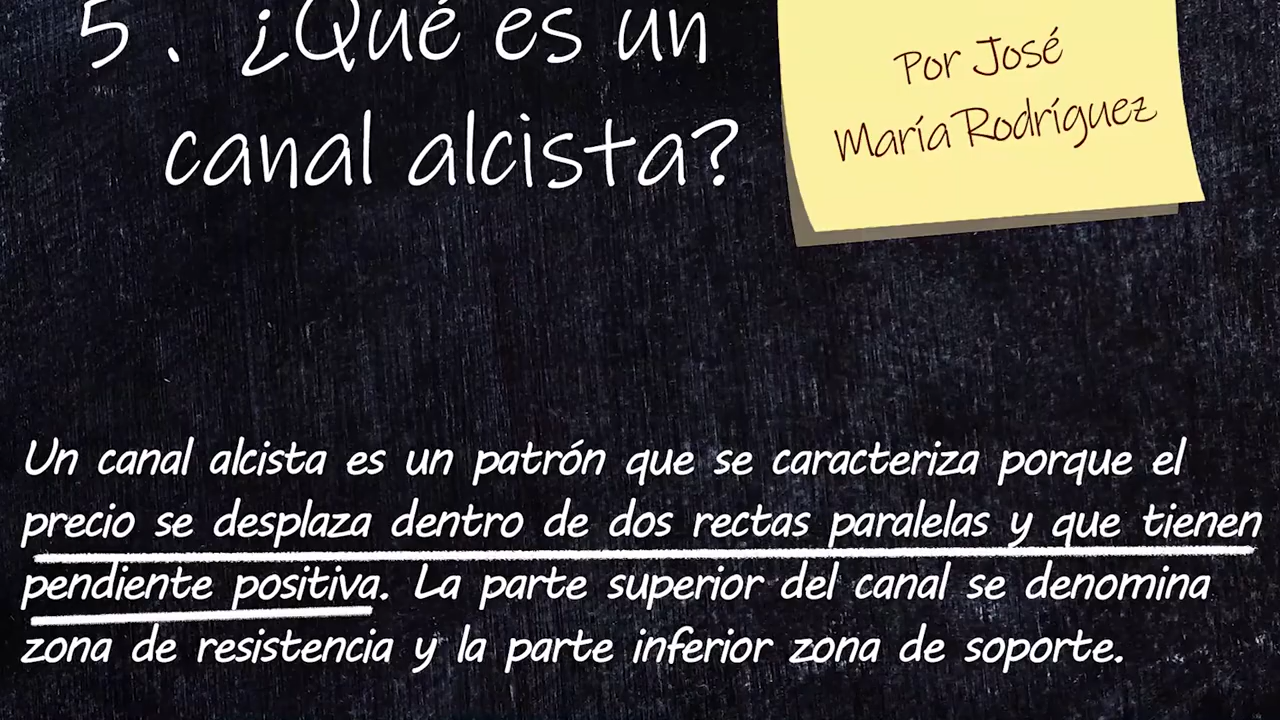 5. ¿Qué es un
canal alcista?
Por José
María Rodríguez
Un canal alcista es un patrón que se caracteriza porque el
precio se desplaza dentro de dos rectas paralelas y que tienen
pendiente positiva. La parte superior del canal se denomina
zona de resistencia y la parte inferior zona de soporte.